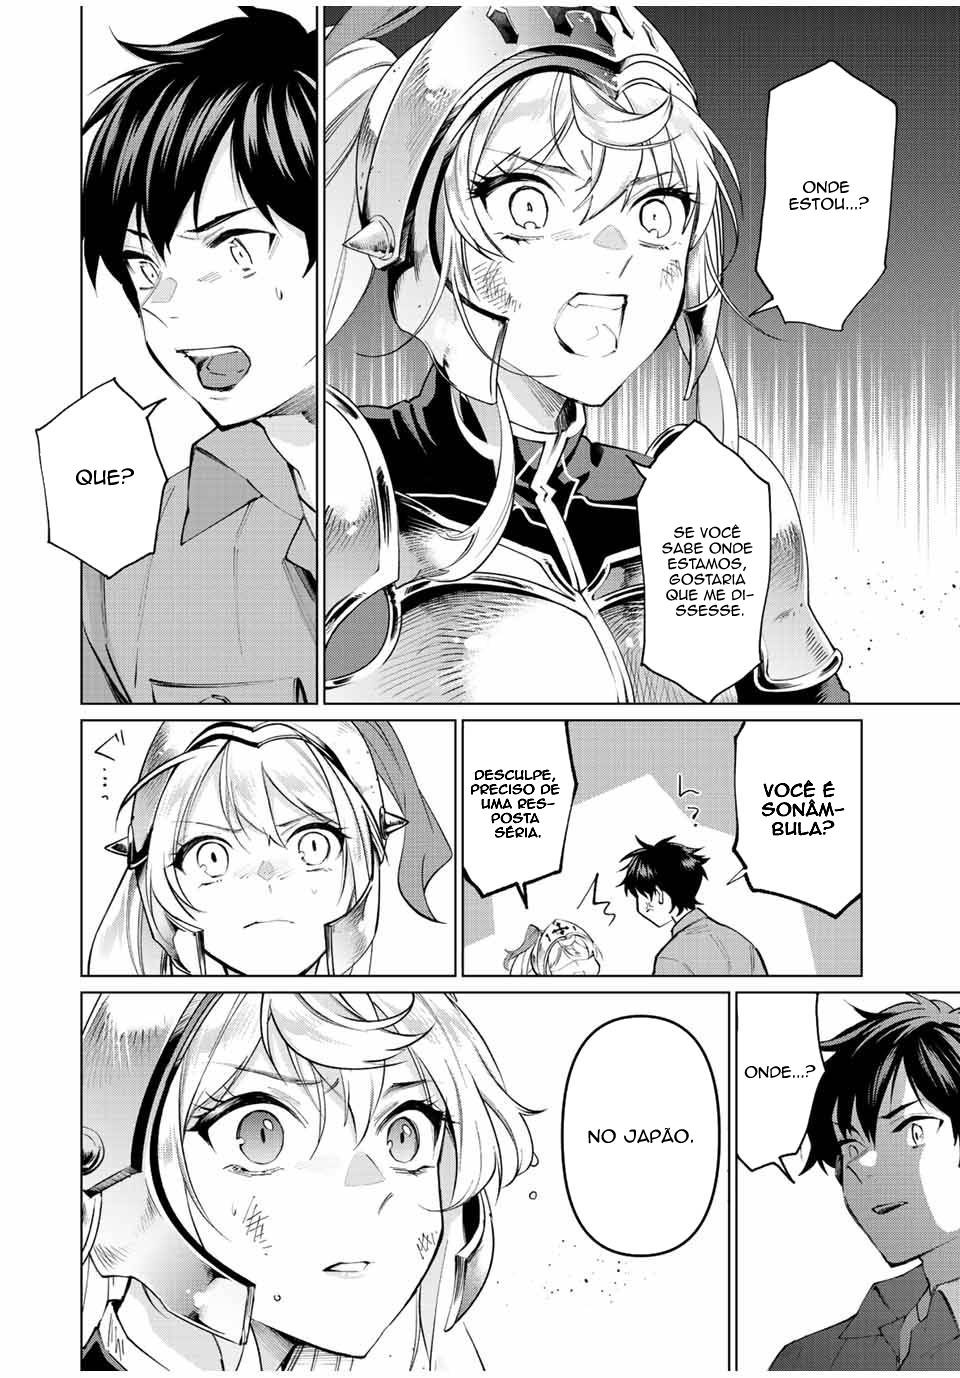 ONDE
ESTOU...?
SE VOCÊ
SABE ONDE
ESTAMOS,
GOSTARIA
QUE ME DI-
SSESSE.
QUE?
VOCÊ É
SONÂM-
BULA?
DESCULPE,
PRECISO DE
UMA RES-
POSTA
SÉRIA.
ONDE...?
NO JAPÃO.